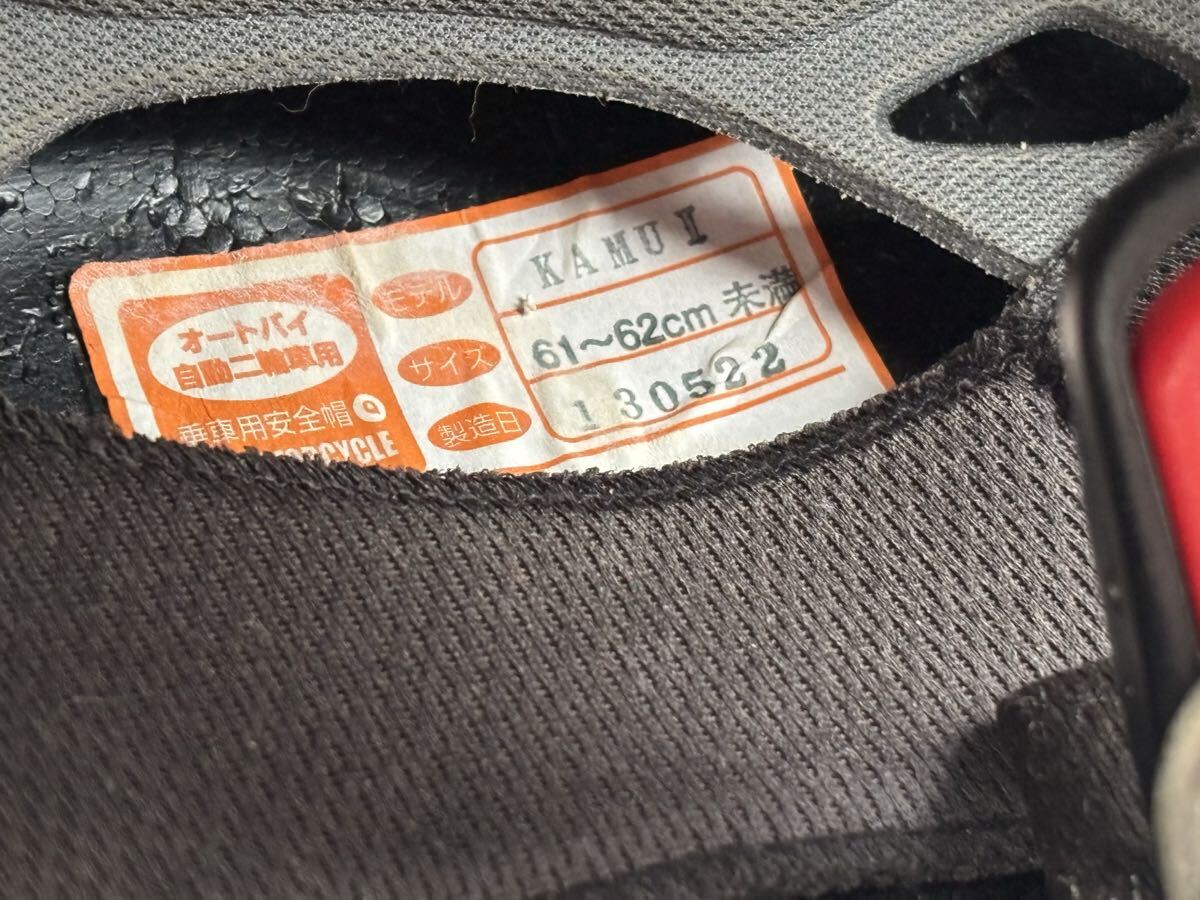 オートバイ
自動二輪車用
乗車用安全帽
モデル KAMUI
サイズ 61～62cm 未満
製造日 130522